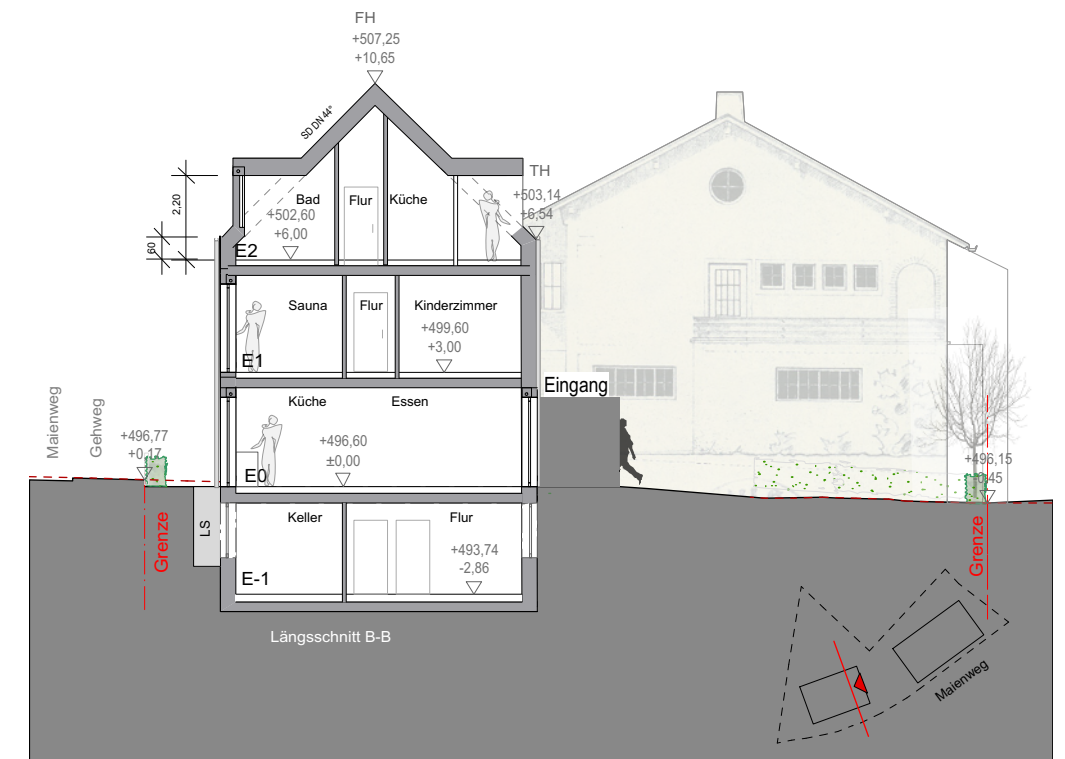 FH
+507,25
+10,65
SD DN 44°
TH
+503,14
+6,54
2,20
60
Bad
Flur
Küche
+502,60
+6,00
E2
Sauna
Flur
Kinderzimmer
+499,60
+3,00
E1
Eingang
Küche
Essen
+496,60
±0,00
E0
Maienweg
Gehweg
+496,77
+0,17
+496,15
-0,45
Grenze
LS
Keller
Flur
+493,74
-2,86
E-1
Grenze
Längsschnitt B-B
Maienweg